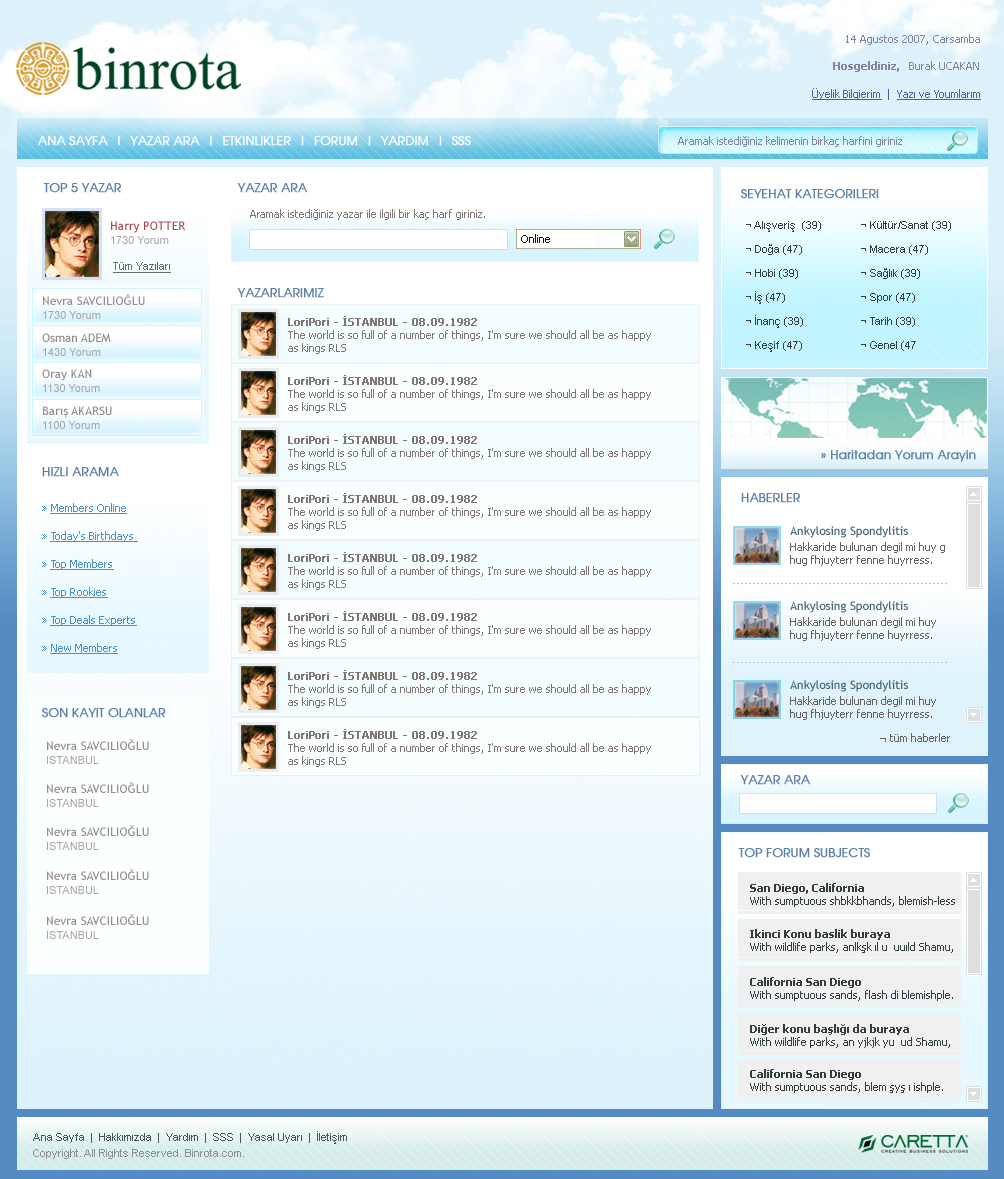 binrota
14 Agustos 2007, Carsamba
Hosgeldiniz, Burak UCAKAN
Üyelik Bilgierim | Yazı ve Youmlarım
ANA SAYFA | YAZAR ARA | ETKINLIKLER | FORUM | YARDIM | SSS
Aramak istediğiniz kelimenin birkaç harfini giriniz
TOP 5 YAZAR
Harry POTTER
1730 Yorum
Tüm Yazıları
Nevra SAVCILIOĞLU
1730 Yorum
Osman ADEM
1430 Yorum
Oray KAN
1130 Yorum
Barış AKARSU
1100 Yorum
HIZLI ARAMA
» Members Online
» Today's Birthdays
» Top Members
» Top Rookies
» Top Deals Experts
» New Members
SON KAYIT OLANLAR
Nevra SAVCILIOĞLU
ISTANBUL
Nevra SAVCILIOĞLU
ISTANBUL
Nevra SAVCILIOĞLU
ISTANBUL
Nevra SAVCILIOĞLU
ISTANBUL
Nevra SAVCILIOĞLU
ISTANBUL
YAZAR ARA
Aramak istediğiniz yazar ile ilgili bir kaç harf giriniz.
Online
YAZARLARIMIZ
LoriPori - İSTANBUL - 08.09.1982
The world is so full of a number of things, I'm sure we should all be as happy
as kings RLS
LoriPori - İSTANBUL - 08.09.1982
The world is so full of a number of things, I'm sure we should all be as happy
as kings RLS
LoriPori - İSTANBUL - 08.09.1982
The world is so full of a number of things, I'm sure we should all be as happy
as kings RLS
LoriPori - İSTANBUL - 08.09.1982
The world is so full of a number of things, I'm sure we should all be as happy
as kings RLS
LoriPori - İSTANBUL - 08.09.1982
The world is so full of a number of things, I'm sure we should all be as happy
as kings RLS
LoriPori - İSTANBUL - 08.09.1982
The world is so full of a number of things, I'm sure we should all be as happy
as kings RLS
LoriPori - İSTANBUL - 08.09.1982
The world is so full of a number of things, I'm sure we should all be as happy
as kings RLS
LoriPori - İSTANBUL - 08.09.1982
The world is so full of a number of things, I'm sure we should all be as happy
as kings RLS
SEYEHAT KATEGORILERI
¬ Alışveriş (39)
¬ Doğa (47)
¬ Hobi (39)
¬ İş (47)
¬ İnanç (39)
¬ Keşif (47)
¬ Kültür/Sanat (39)
¬ Macera (47)
¬ Sağlık (39)
¬ Spor (47)
¬ Tarih (39)
¬ Genel (47
» Haritadan Yorum Arayin
HABERLER
Ankylosing Spondylitis
Hakkaride bulunan degil mi huy g
hug fhjuyterr fenne huyrress.
Ankylosing Spondylitis
Hakkaride bulunan degil mi huy
hug fhjuyterr fenne huyrress.
Ankylosing Spondylitis
Hakkaride bulunan degil mi huy
hug fhjuyterr fenne huyrress.
¬ tüm haberler
YAZAR ARA
TOP FORUM SUBJECTS
San Diego, California
With sumptuous shbkkbhands, blemish-less
Ikinci Konu baslik buraya
With wildlife parks, anlkşk ıl u uuıld Shamu,
California San Diego
With sumptuous sands, flash di blemishple.
Diğer konu başlığı da buraya
With wildlife parks, an yjkjk yu ud Shamu,
California San Diego
With sumptuous sands, blem şyş ı ishple.
Ana Sayfa | Hakkımızda | Yardım | SSS | Yasal Uyarı | İletişim
Copyright. All Rights Reserved. Binrota.com.
CARETTA
CREATIVE BUSINESS SOLUTIONS